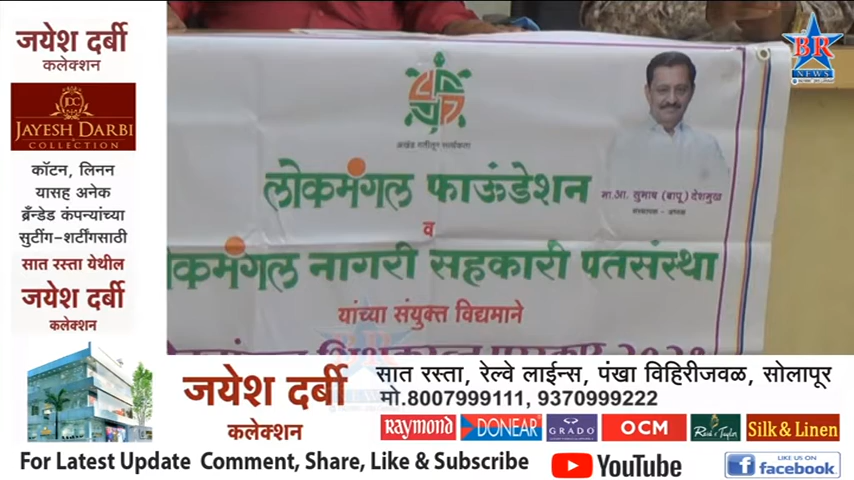 जयेश दर्बी
कलेक्शन
JDC
JAYESH DARBI
COLLECTION
कॉटन, लिनन
यासह अनेक
ब्रॅन्डेड कंपन्यांच्या
सुटींग-शर्टींगसाठी
सात रस्ता येथील
जयेश दर्बी
कलेक्शन
BR
NEWS
लोकमंगल फाऊंडेशन
मा.आ. सुभाष (बापू) देशमुख
व
कमंगल नागरी सहकारी पतसंस्था
यांच्या संयुक्त विद्यमाने
जयेश दर्बी
कलेक्शन
सात रस्ता, रेल्वे लाईन्स, पंखा विहिरीजवळ, सोलापूर
मो.8007999111, 9370999222
Raymond DONEAR GRADO OCM Reid & Taylor Silk & Linen
For Latest Update Comment, Share, Like & Subscribe
YouTube
LIKE US ON
facebook